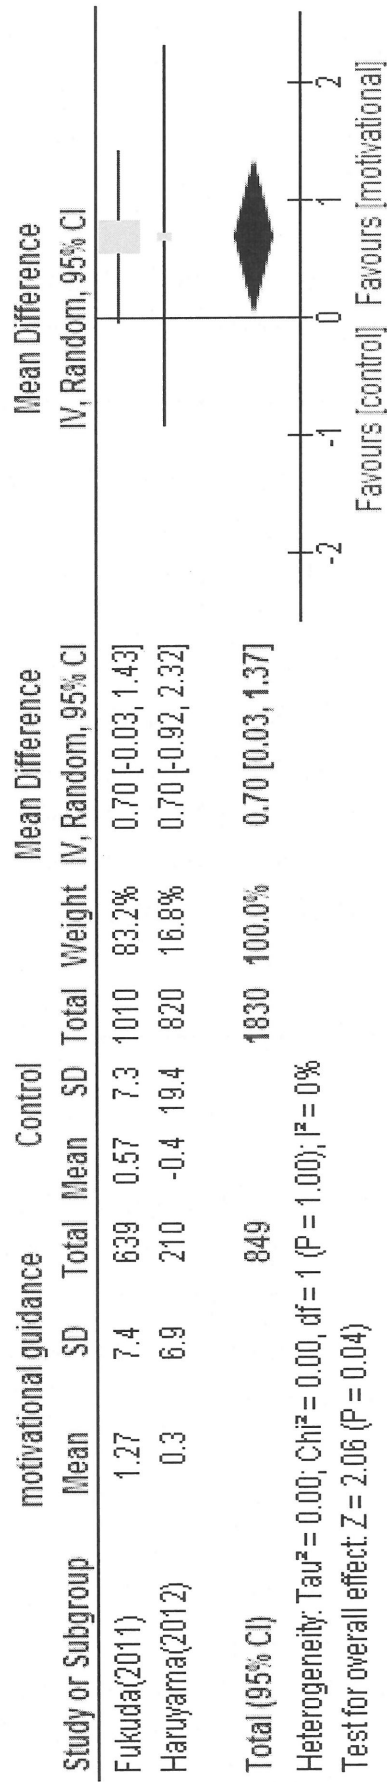 motivational guidance Control Mean Difference Mean Difference
Study or Subgroup Mean SD Total Mean SD Total Weight IV, Random, 95% CI IV, Random, 95% CI
Fukuda(2011) 1.27 7.4 639 0.57 7.3 1010 83.2% 0.70 [-0.03, 1.43]
Haruyama(2012) 0.3 6.9 210 -0.4 19.4 820 16.8% 0.70 [-0.92, 2.32]
Total (95% CI) 849 1830 100.0% 0.70 [0.03, 1.37]
Heterogeneity: Tau² = 0.00; Chi² = 0.00, df = 1 (P = 1.00); I² = 0%
Test for overall effect: Z = 2.06 (P = 0.04)
-2 -1 0 1 2
Favours [control] Favours [motivational]